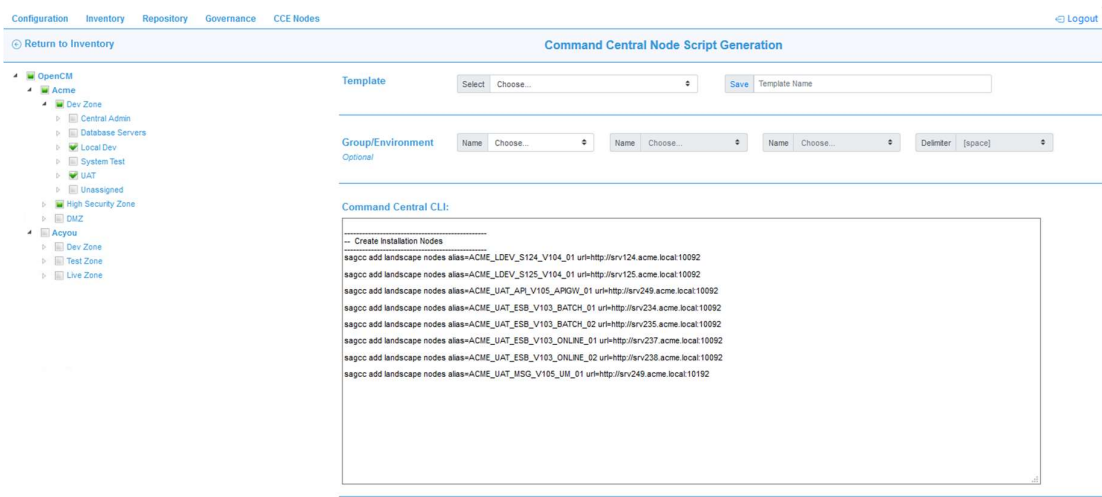 Configuration Inventory Repository Governance CCE Nodes Logout
Return to Inventory
Command Central Node Script Generation
OpenCM
Acme
Dev Zone
Central Admin
Database Servers
Local Dev
System Test
UAT
Unassigned
High Security Zone
DMZ
Acyou
Dev Zone
Test Zone
Live Zone
Template
Select Choose... Save Template Name
Group/Environment Name Choose... Name Choose... Name Choose... Delimiter [space]
Optional
Command Central CLI:
------------------------------------------------
-- Create Installation Nodes
------------------------------------------------
sagcc add landscape nodes alias=ACME_LDEV_S124_V104_01 url=http://srv124.acme.local:10092
sagcc add landscape nodes alias=ACME_LDEV_S125_V104_01 url=http://srv125.acme.local:10092
sagcc add landscape nodes alias=ACME_UAT_API_V105_APIGW_01 url=http://srv249.acme.local:10092
sagcc add landscape nodes alias=ACME_UAT_ESB_V103_BATCH_01 url=http://srv234.acme.local:10092
sagcc add landscape nodes alias=ACME_UAT_ESB_V103_BATCH_02 url=http://srv235.acme.local:10092
sagcc add landscape nodes alias=ACME_UAT_ESB_V103_ONLINE_01 url=http://srv237.acme.local:10092
sagcc add landscape nodes alias=ACME_UAT_ESB_V103_ONLINE_02 url=http://srv238.acme.local:10092
sagcc add landscape nodes alias=ACME_UAT_MSG_V105_UM_01 url=http://srv249.acme.local:10192